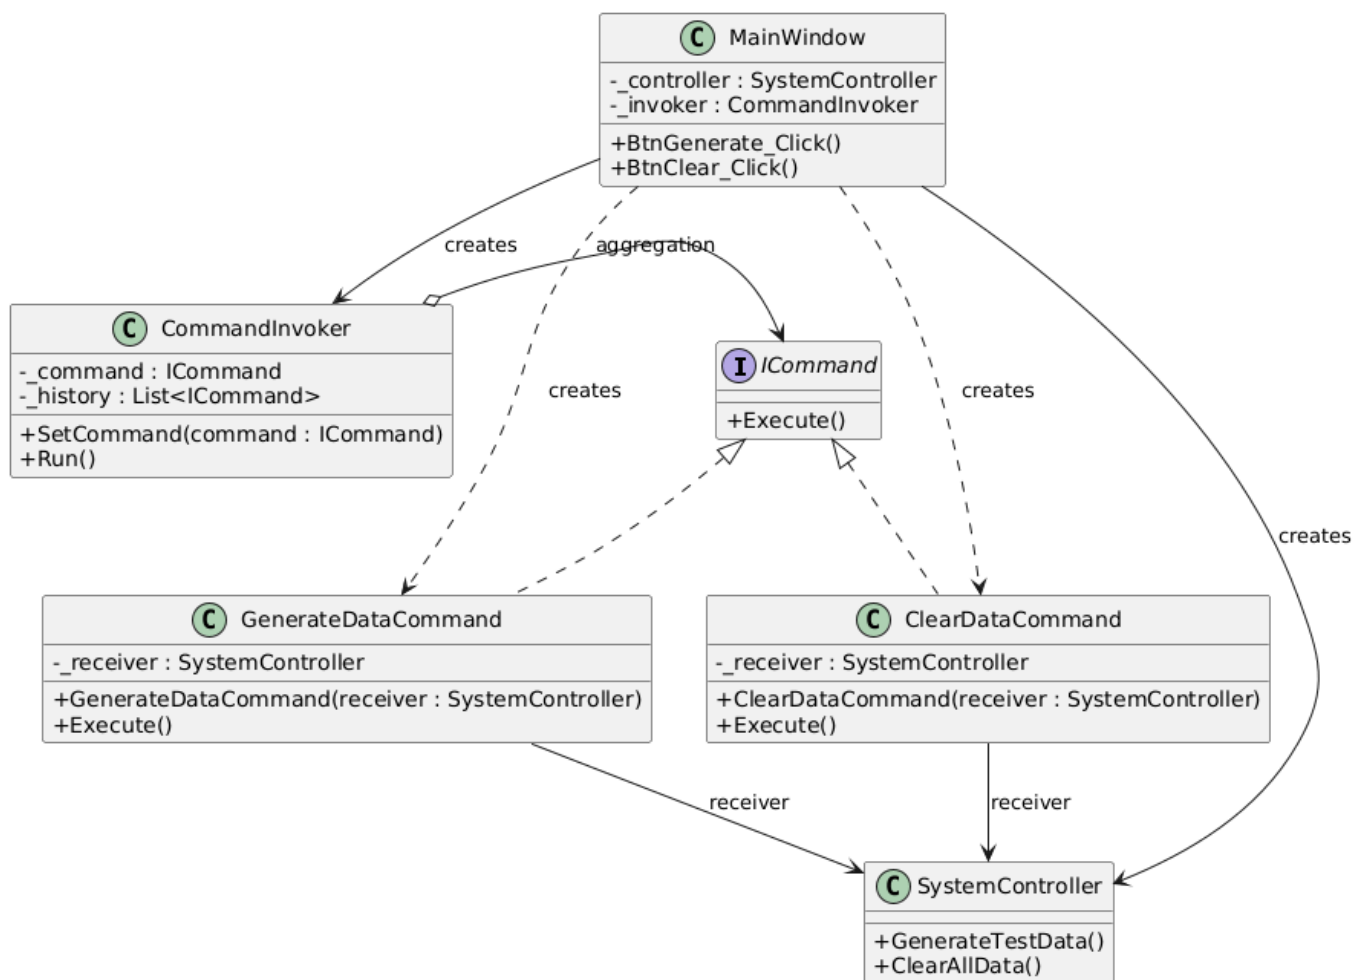 C MainWindow
-_controller : SystemController
-_invoker : CommandInvoker
+BtnGenerate_Click()
+BtnClear_Click()
creates
aggregation
C CommandInvoker
-_command : ICommand
-_history : List<ICommand>
+SetCommand(command : ICommand)
+Run()
I ICommand
+Execute()
creates
creates
creates
C GenerateDataCommand
-_receiver : SystemController
+GenerateDataCommand(receiver : SystemController)
+Execute()
C ClearDataCommand
-_receiver : SystemController
+ClearDataCommand(receiver : SystemController)
+Execute()
receiver
receiver
C SystemController
+GenerateTestData()
+ClearAllData()